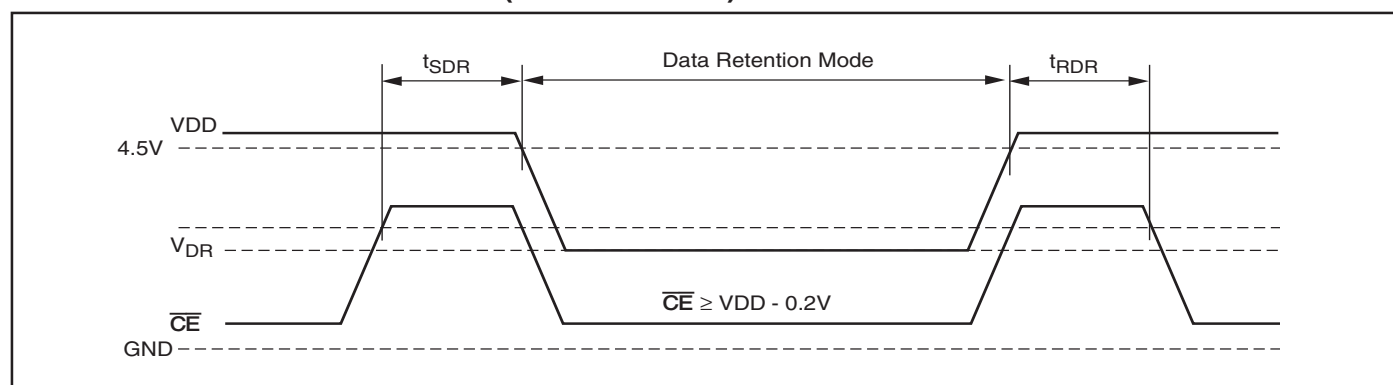 tSDR
Data Retention Mode
tRDR
VDD
4.5V
VDR
CE ≥ VDD - 0.2V
CE
GND